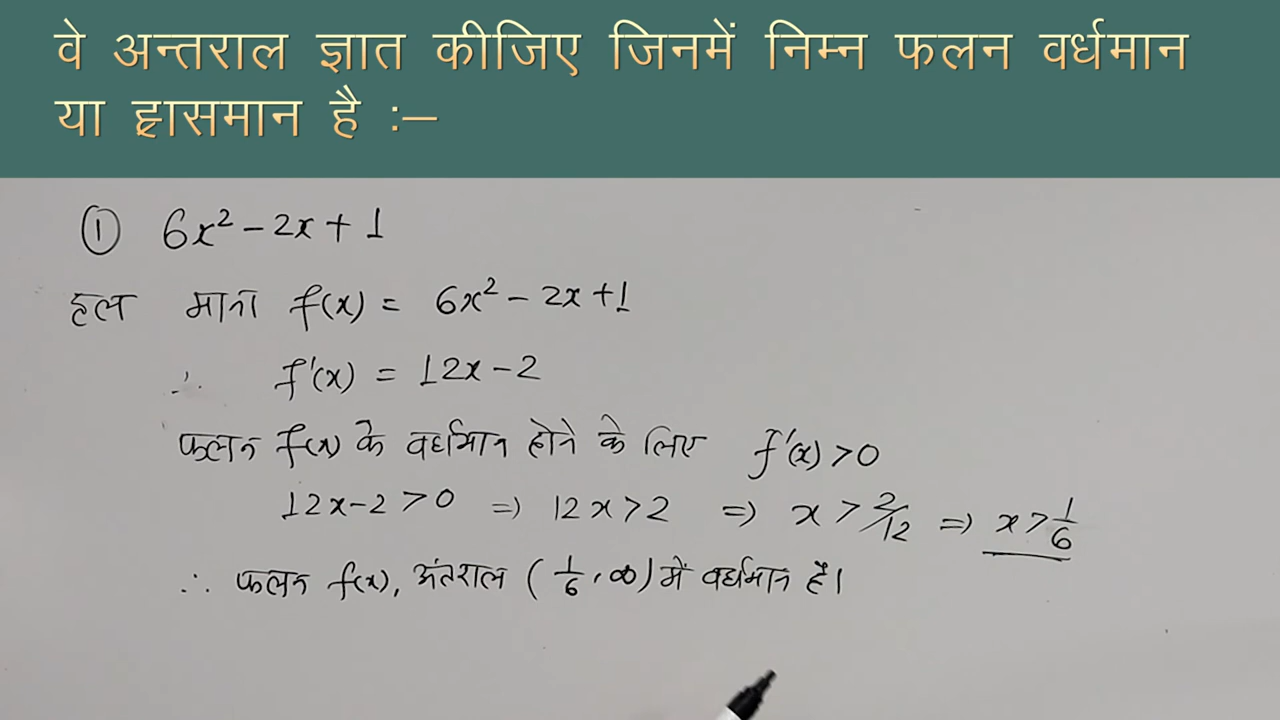 वे अन्तराल ज्ञात कीजिए जिनमें निम्न फलन वर्धमान
या ह्रासमान है :–
① 6x² – 2x + 1
हल माना f(x) = 6x² – 2x + 1
∴ f'(x) = 12x – 2
फलन f(x) के वर्धमान होने के लिए f'(x) > 0
12x – 2 > 0 ⇒ 12x > 2 ⇒ x > 2/12 ⇒ x > 1/6
∴ फलन f(x), अंतराल (1/6, ∞) में वर्धमान है।